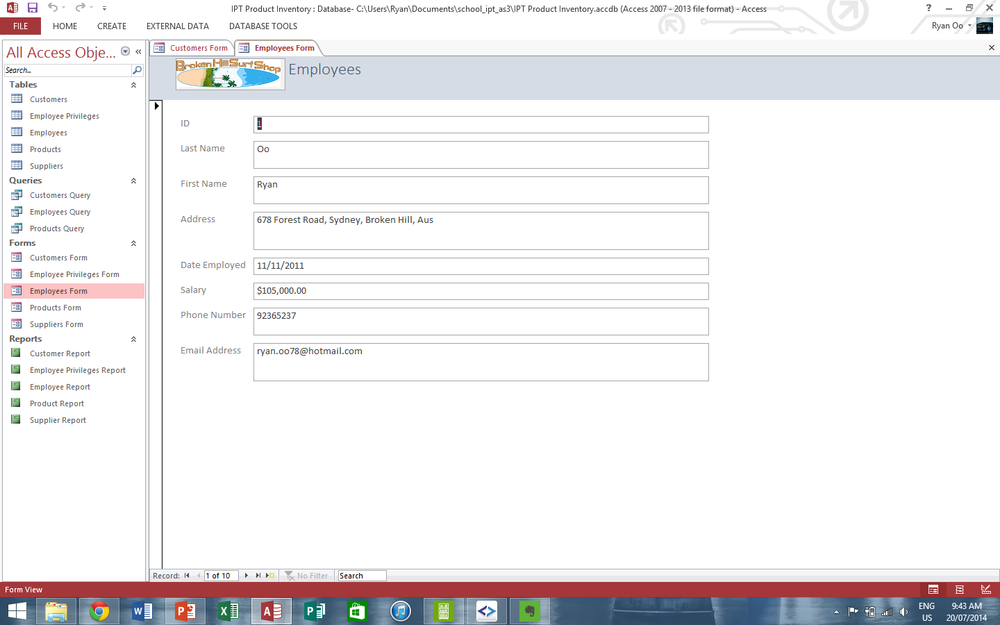 IPT Product Inventory : Database- C:\Users\Ryan\Documents\school_ipt_as3\IPT Product Inventory.accdb (Access 2007 - 2013 file format) - Access
FILE HOME CREATE EXTERNAL DATA DATABASE TOOLS
Ryan Oo
All Access Obje...
Search...
Tables
Customers
Employee Privileges
Employees
Products
Suppliers
Queries
Customers Query
Employees Query
Products Query
Forms
Customers Form
Employee Privileges Form
Employees Form
Products Form
Suppliers Form
Reports
Customer Report
Employee Privileges Report
Employee Report
Product Report
Supplier Report
Customers Form Employees Form
Broken Hill Surf Shop
Employees
ID 1
Last Name Oo
First Name Ryan
Address 678 Forest Road, Sydney, Broken Hill, Aus
Date Employed 11/11/2011
Salary $105,000.00
Phone Number 92365237
Email Address ryan.oo78@hotmail.com
Record: 1 of 10 No Filter Search
Form View
ENG
US
9:43 AM
20/07/2014